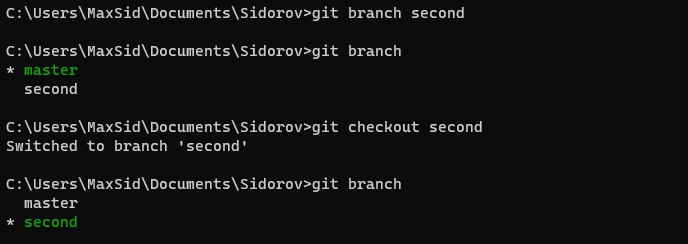 C:\Users\MaxSid\Documents\Sidorov>git branch second
C:\Users\MaxSid\Documents\Sidorov>git branch
* master
  second
C:\Users\MaxSid\Documents\Sidorov>git checkout second
Switched to branch 'second'
C:\Users\MaxSid\Documents\Sidorov>git branch
  master
* second